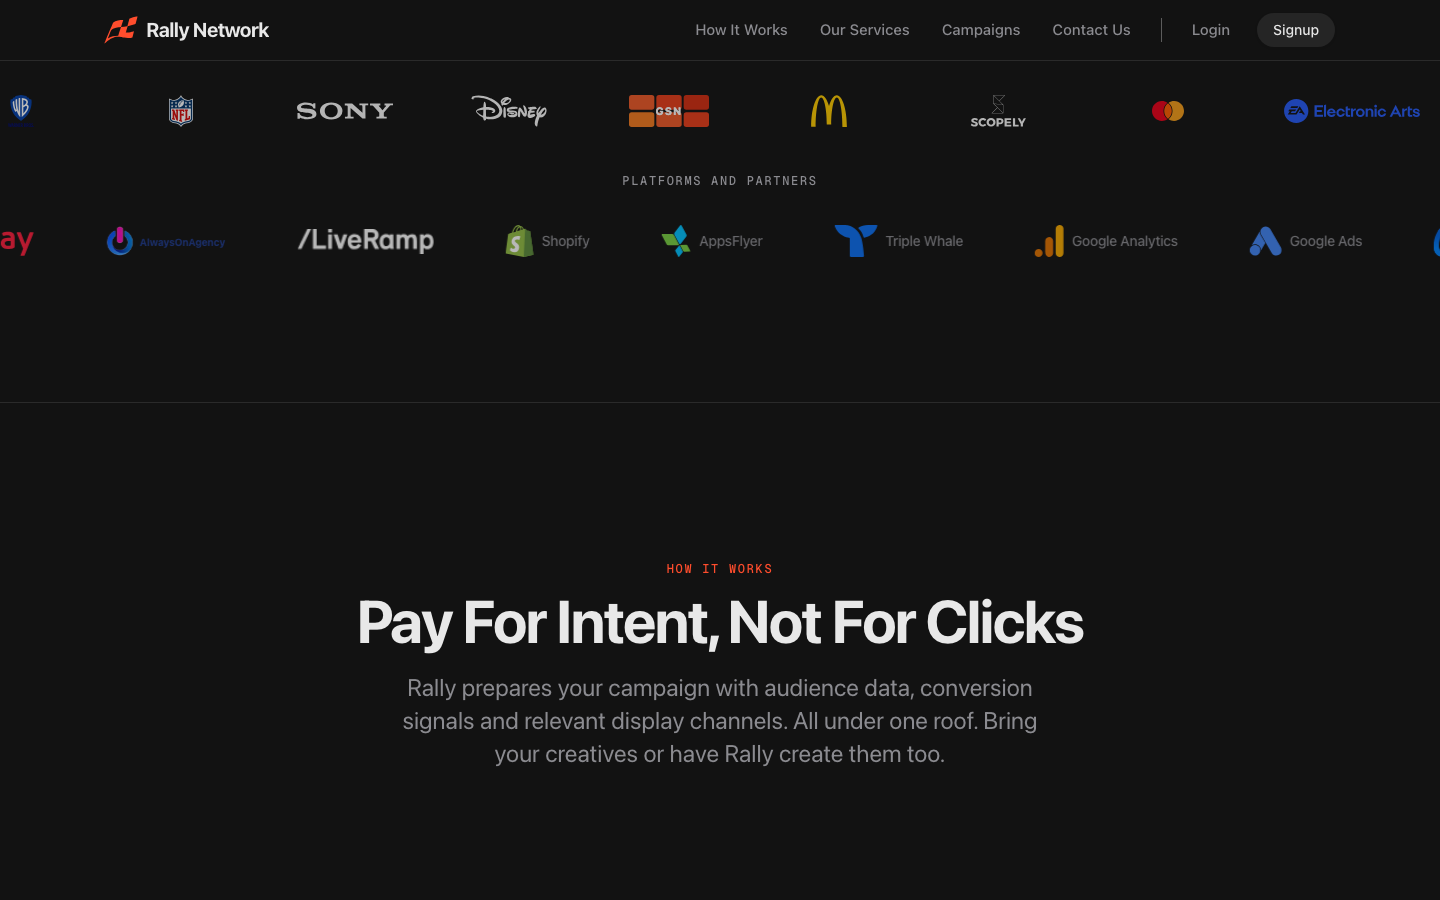 Rally Network
How It Works
Our Services
Campaigns
Contact Us
Login
Signup
WB
NFL
SONY
Disney
GSN
SCOPELY
EA Electronic Arts
PLATFORMS AND PARTNERS
ay
AlwaysOnAgency
/LiveRamp
Shopify
AppsFlyer
Triple Whale
Google Analytics
Google Ads
HOW IT WORKS
Pay For Intent, Not For Clicks
Rally prepares your campaign with audience data, conversion
signals and relevant display channels. All under one roof. Bring
your creatives or have Rally create them too.